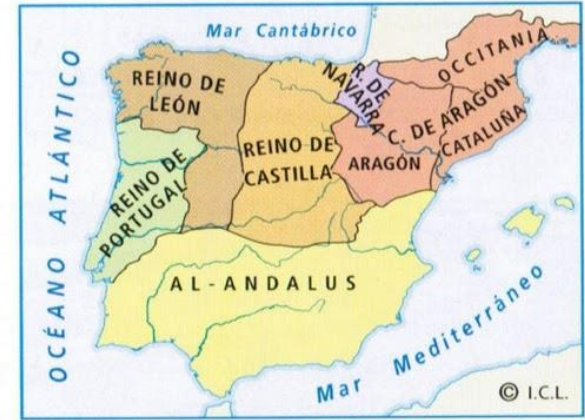 Mar Cantábrico
OCÉANO ATLÁNTICO
REINO DE
LEÓN
R. DE
NAVARRA
OCCITANIA
C. DE ARAGÓN
CATALUÑA
REINO DE
CASTILLA
ARAGÓN
REINO DE
PORTUGAL
AL-ANDALUS
Mar Mediterráneo
© I.C.L.